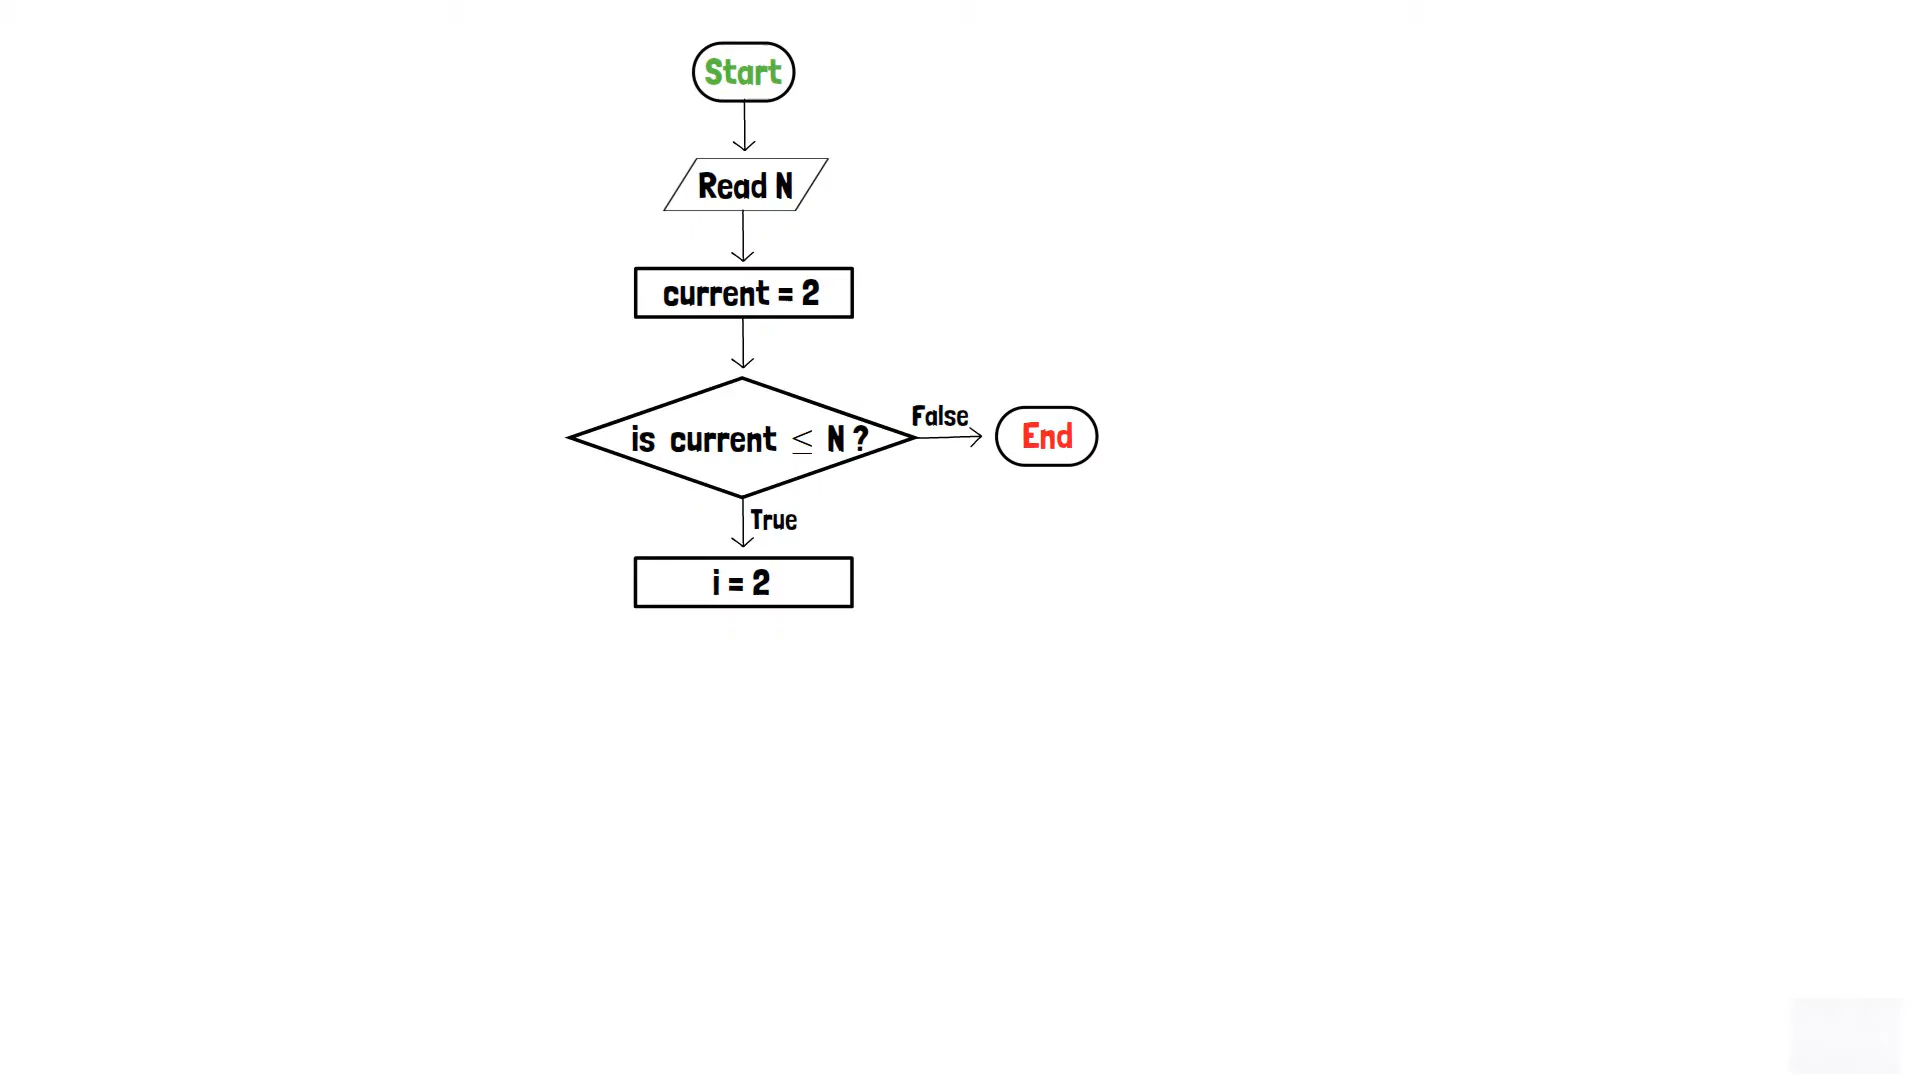 Start
Read N
current = 2
is current ≤ N ?
False
End
True
i = 2